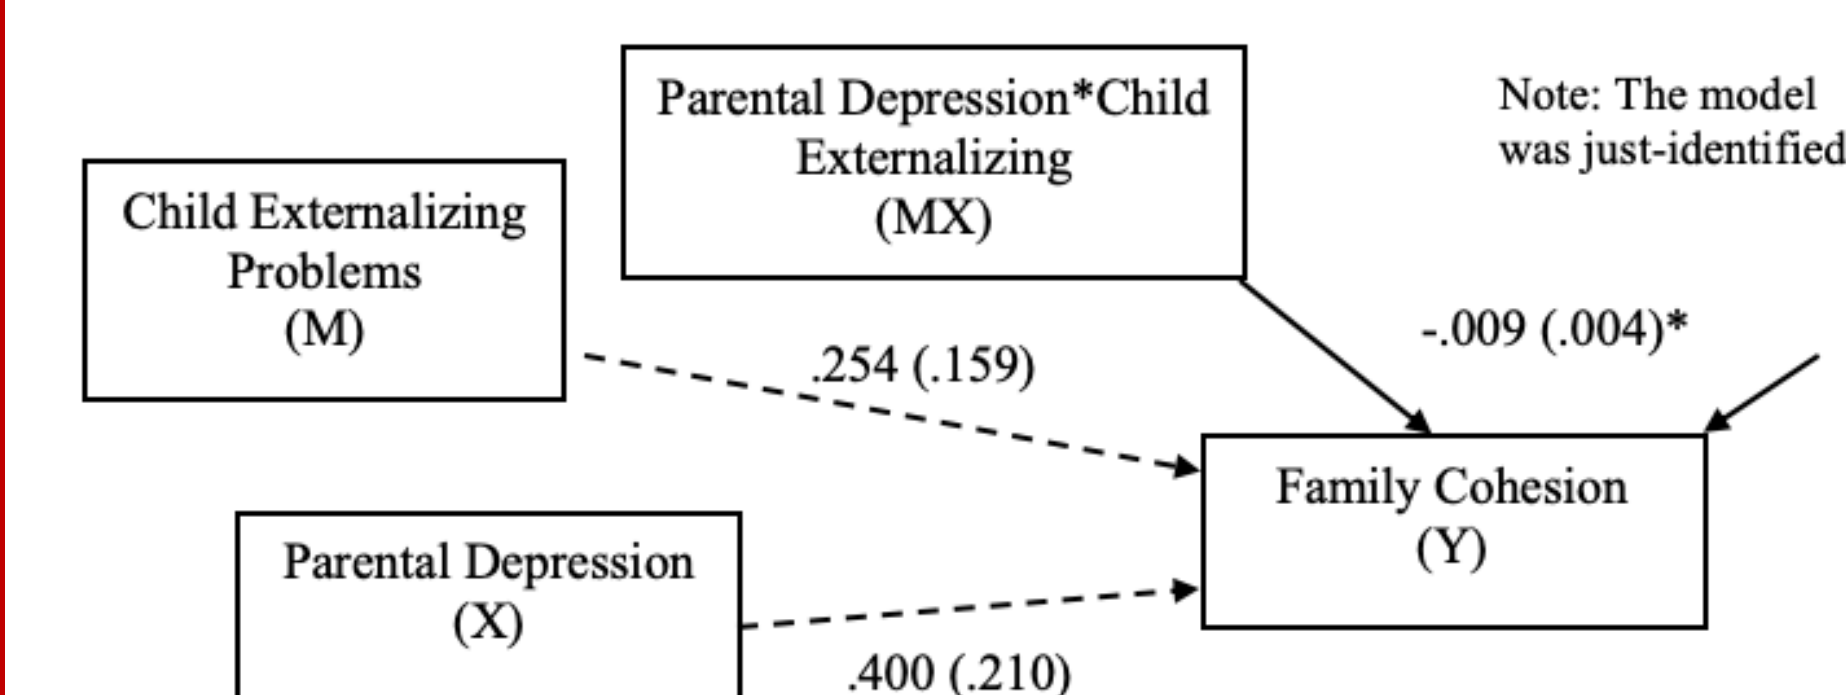 Parental Depression*Child
Externalizing
(MX)
Note: The model
was just-identified
Child Externalizing
Problems
(M)
.254 (.159)
-.009 (.004)*
Family Cohesion
(Y)
Parental Depression
(X)
.400 (.210)